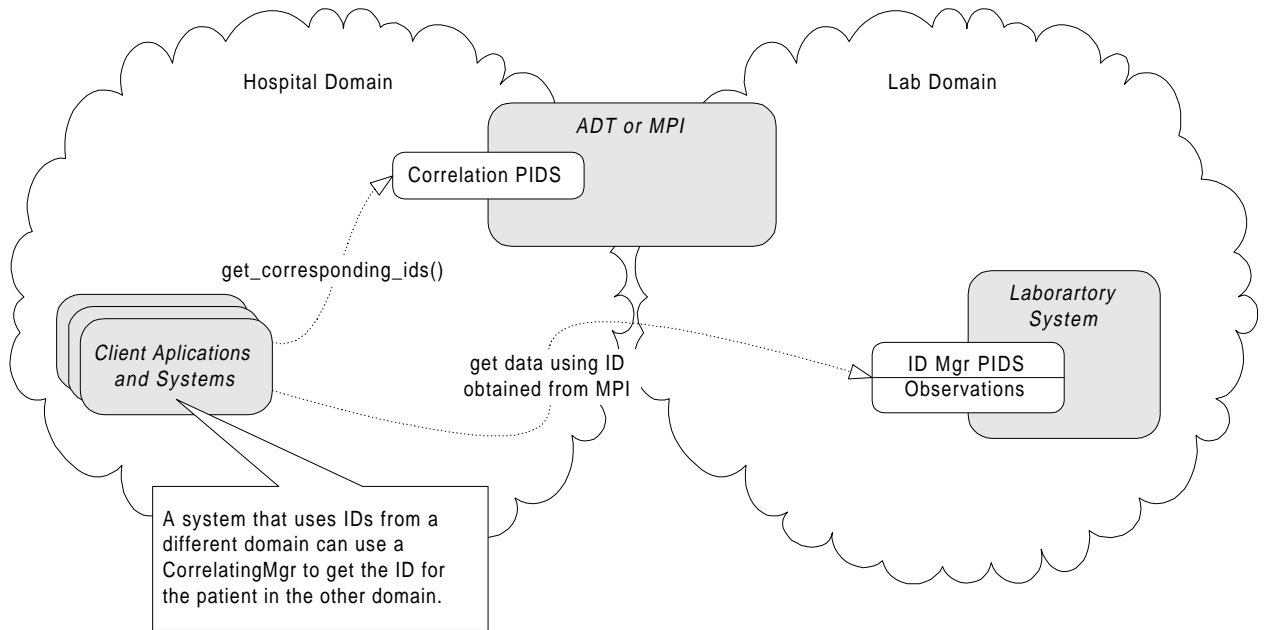 Hospital Domain
Lab Domain
ADT or MPI
Correlation PIDS
get_corresponding_ids()
Laborartory
System
Client Aplications
and Systems
get data using ID
obtained from MPI
ID Mgr PIDS
Observations
A system that uses IDs from a
different domain can use a
CorrelatingMgr to get the ID for
the patient in the other domain.